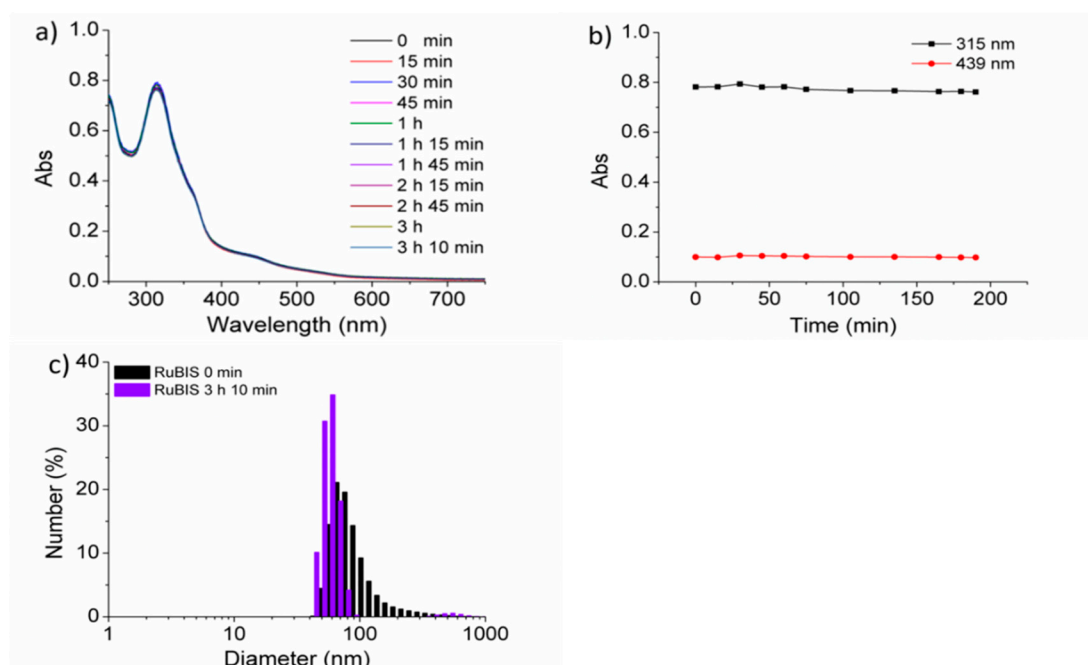 a)
1.0
0.8
0.6
0.4
0.2
0.0
Abs
300 400 500 600 700
Wavelength (nm)
0 min
15 min
30 min
45 min
1 h
1 h 15 min
1 h 45 min
2 h 15 min
2 h 45 min
3 h
3 h 10 min
b)
1.0
0.8
0.6
0.4
0.2
0.0
Abs
0 50 100 150 200
Time (min)
315 nm
439 nm
c)
40
30
20
10
0
Number (%)
1 10 100 1000
Diameter (nm)
RuBIS 0 min
RuBIS 3 h 10 min